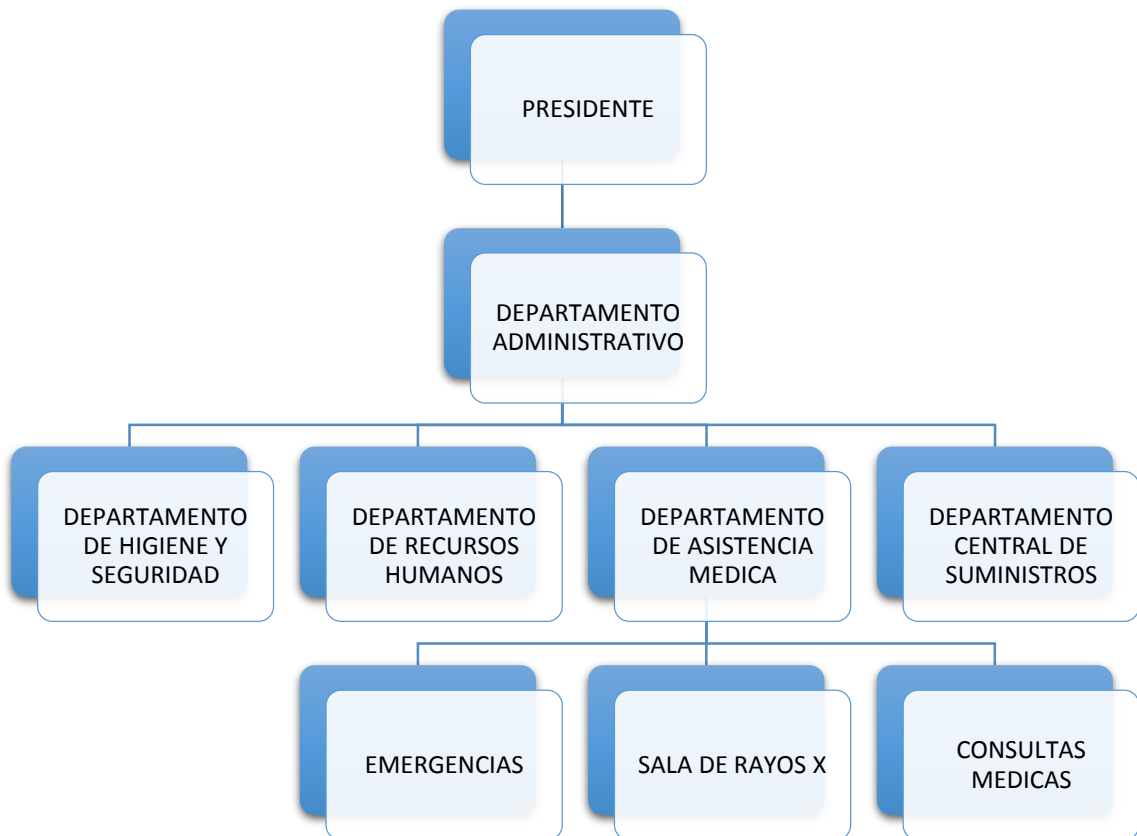 PRESIDENTE
DEPARTAMENTO
ADMINISTRATIVO
DEPARTAMENTO
DE HIGIENE Y
SEGURIDAD
DEPARTAMENTO
DE RECURSOS
HUMANOS
DEPARTAMENTO
DE ASISTENCIA
MEDICA
DEPARTAMENTO
CENTRAL DE
SUMINISTROS
EMERGENCIAS
SALA DE RAYOS X
CONSULTAS
MEDICAS